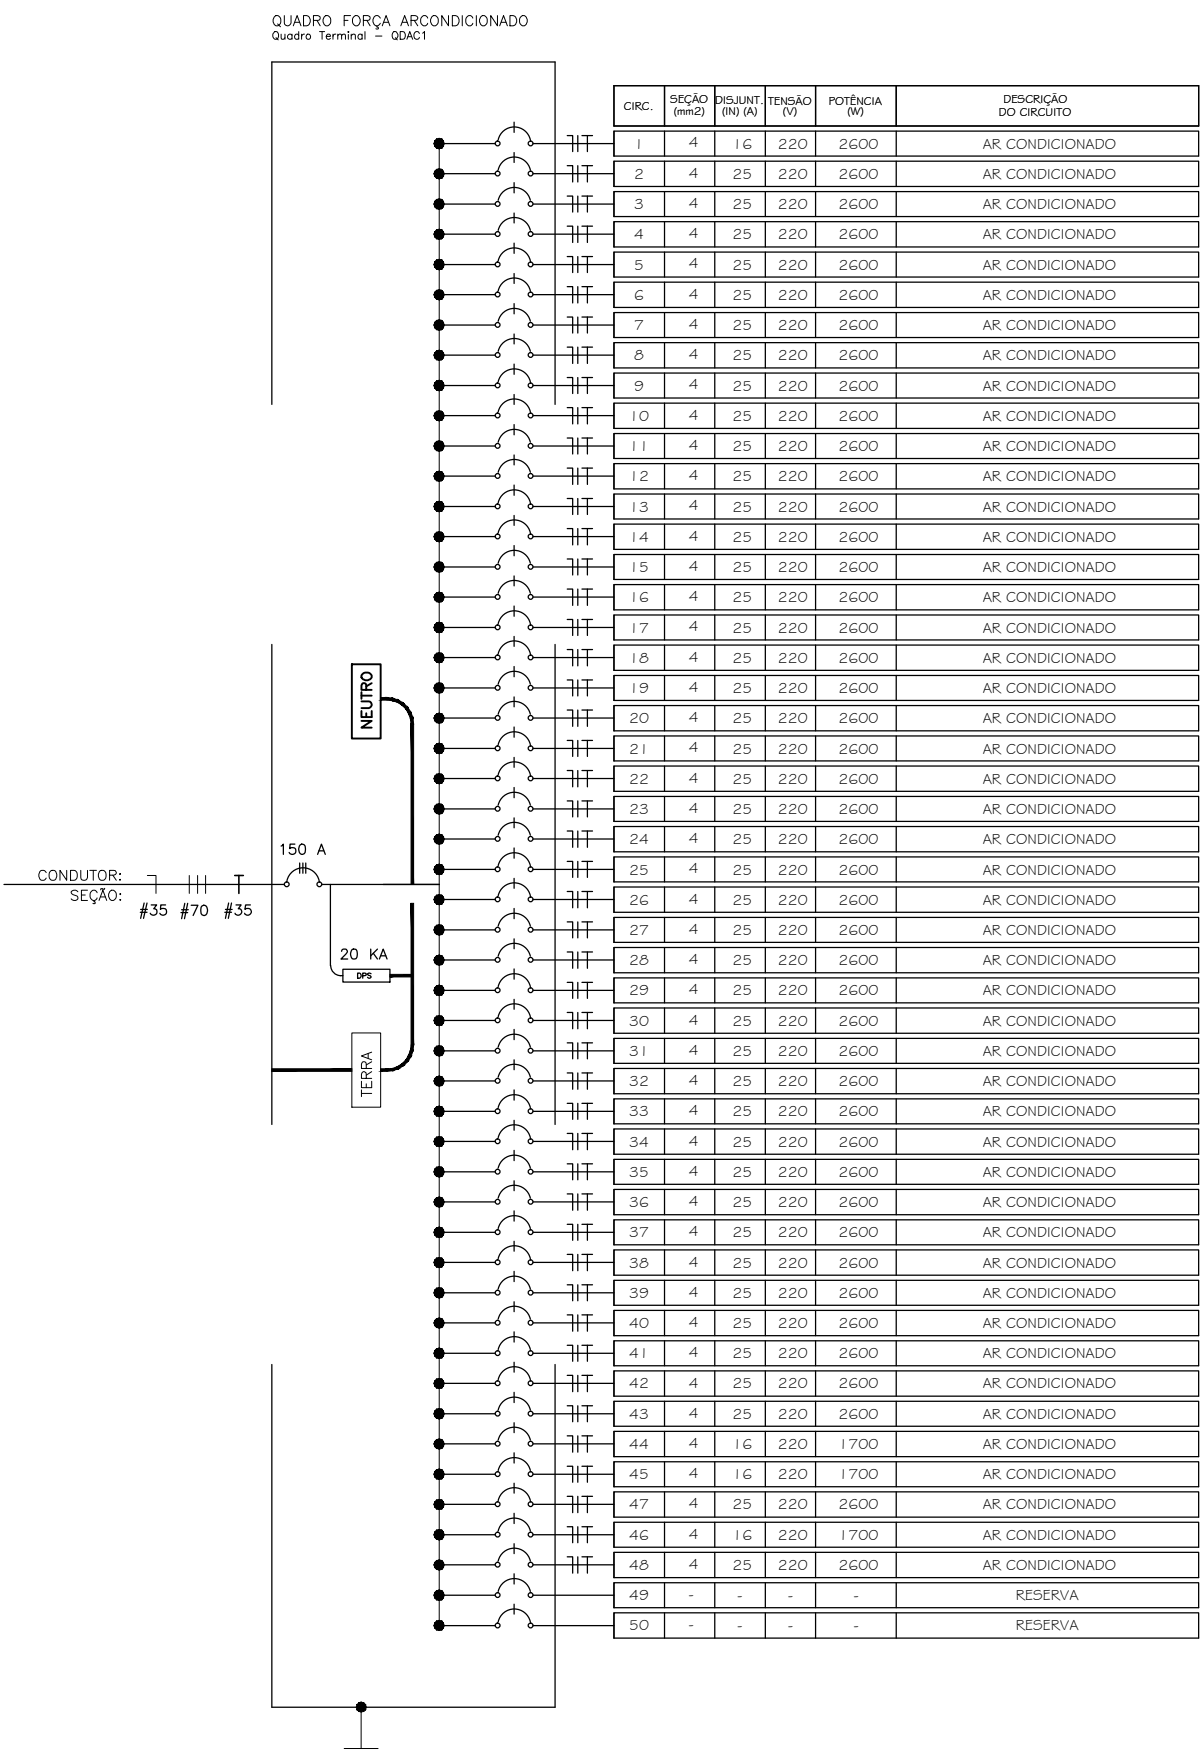 QUADRO FORÇA ARCONDICIONADO
Quadro Terminal - QDAC1
CIRC. SEÇÃO (mm2) DISJUNT. (IN) (A) TENSÃO (V) POTÊNCIA (W) DESCRIÇÃO DO CIRCUITO
1 4 16 220 2600 AR CONDICIONADO
2 4 25 220 2600 AR CONDICIONADO
3 4 25 220 2600 AR CONDICIONADO
4 4 25 220 2600 AR CONDICIONADO
5 4 25 220 2600 AR CONDICIONADO
6 4 25 220 2600 AR CONDICIONADO
7 4 25 220 2600 AR CONDICIONADO
8 4 25 220 2600 AR CONDICIONADO
9 4 25 220 2600 AR CONDICIONADO
10 4 25 220 2600 AR CONDICIONADO
11 4 25 220 2600 AR CONDICIONADO
12 4 25 220 2600 AR CONDICIONADO
13 4 25 220 2600 AR CONDICIONADO
14 4 25 220 2600 AR CONDICIONADO
15 4 25 220 2600 AR CONDICIONADO
16 4 25 220 2600 AR CONDICIONADO
17 4 25 220 2600 AR CONDICIONADO
18 4 25 220 2600 AR CONDICIONADO
19 4 25 220 2600 AR CONDICIONADO
20 4 25 220 2600 AR CONDICIONADO
21 4 25 220 2600 AR CONDICIONADO
22 4 25 220 2600 AR CONDICIONADO
23 4 25 220 2600 AR CONDICIONADO
24 4 25 220 2600 AR CONDICIONADO
25 4 25 220 2600 AR CONDICIONADO
26 4 25 220 2600 AR CONDICIONADO
27 4 25 220 2600 AR CONDICIONADO
28 4 25 220 2600 AR CONDICIONADO
29 4 25 220 2600 AR CONDICIONADO
30 4 25 220 2600 AR CONDICIONADO
31 4 25 220 2600 AR CONDICIONADO
32 4 25 220 2600 AR CONDICIONADO
33 4 25 220 2600 AR CONDICIONADO
34 4 25 220 2600 AR CONDICIONADO
35 4 25 220 2600 AR CONDICIONADO
36 4 25 220 2600 AR CONDICIONADO
37 4 25 220 2600 AR CONDICIONADO
38 4 25 220 2600 AR CONDICIONADO
39 4 25 220 2600 AR CONDICIONADO
40 4 25 220 2600 AR CONDICIONADO
41 4 25 220 2600 AR CONDICIONADO
42 4 25 220 2600 AR CONDICIONADO
43 4 25 220 2600 AR CONDICIONADO
44 4 16 220 1700 AR CONDICIONADO
45 4 16 220 1700 AR CONDICIONADO
47 4 25 220 2600 AR CONDICIONADO
46 4 16 220 1700 AR CONDICIONADO
48 4 25 220 2600 AR CONDICIONADO
49 - - - - RESERVA
50 - - - - RESERVA
NEUTRO
150 A
CONDUTOR:
SEÇÃO:
#35 #70 #35
20 KA
DPS
TERRA